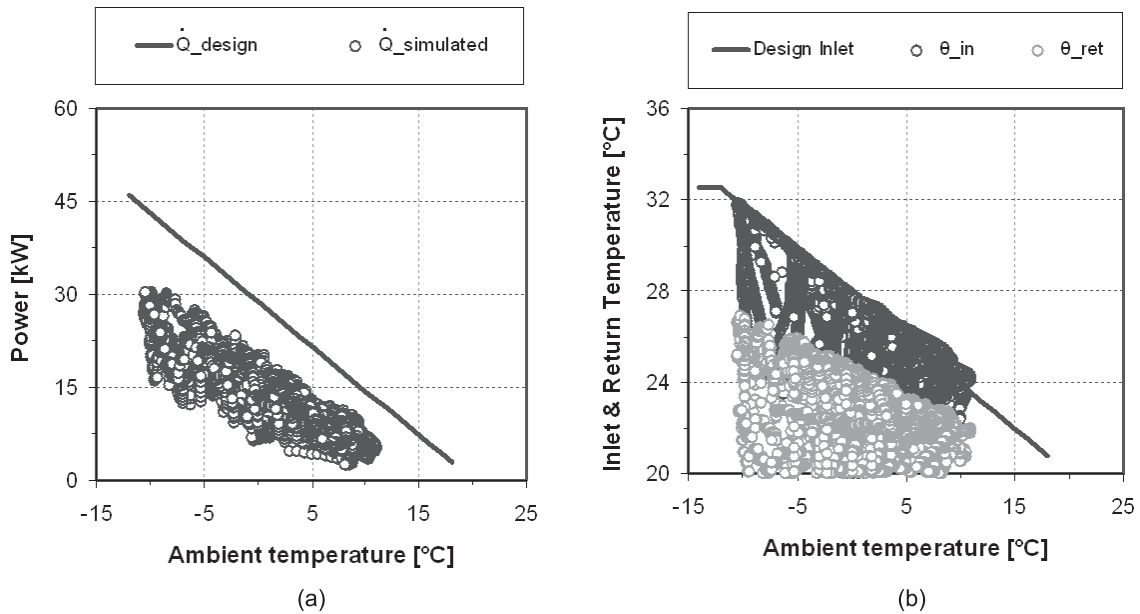 Q̇_design Q̇_simulated
60
45
30
15
0
-15 -5 5 15 25
Power [kW]
Ambient temperature [°C]
(a)
Design Inlet θ_in θ_ret
36
32
28
24
20
-15 -5 5 15 25
Inlet & Return Temperature [°C]
Ambient temperature [°C]
(b)